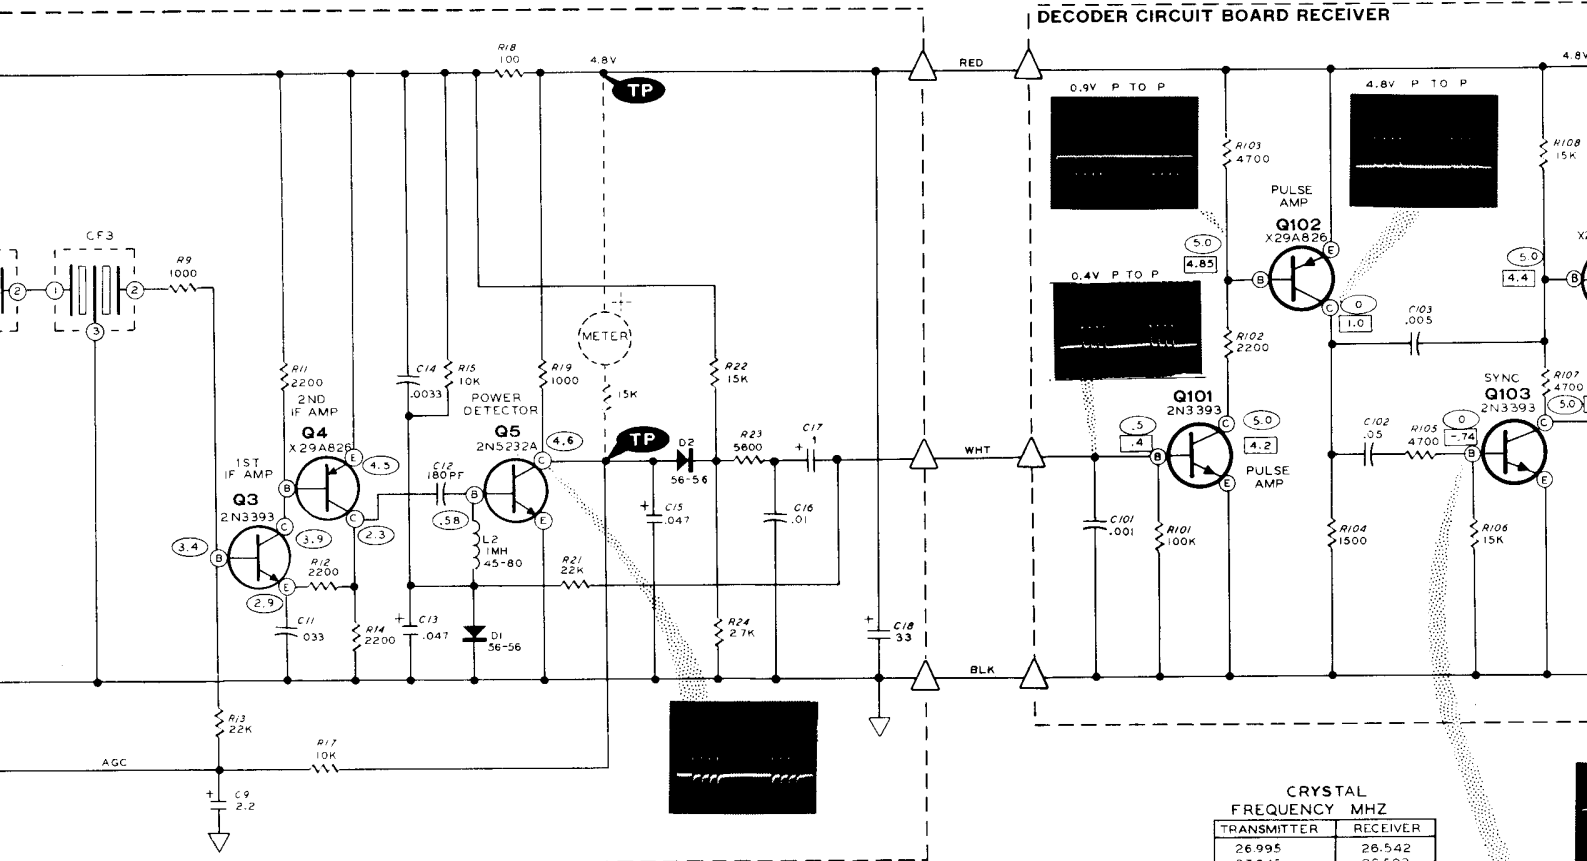 DECODER CIRCUIT BOARD RECEIVER
R18
100
4.8V
TP
RED
4.8V
0.9V P TO P
4.8V P TO P
R103
4700
R108
15K
PULSE
AMP
Q102
X29A826
E
B
C
5.0
4.85
0
1.0
5.0
4.4
B
CF3
1
2
2
3
R9
1000
+
METER
15K
0.4V P TO P
R102
2200
C103
.005
R11
2200
2ND
IF AMP
Q4
X29A826
E
4.5
B
C
2.3
C14
.0033
R15
10K
POWER
DETECTOR
Q5
2N5232A
C
4.6
B
E
.58
R19
1000
R22
15K
TP
D2
56-56
R23
5600
C17
+
1
WHT
Q101
2N3393
.5
.4
B
C
E
5.0
4.2
PULSE
AMP
SYNC
Q103
2N3393
R107
4700
5.0
C
0
-.74
B
E
C102
.05
R105
4700
1ST
IF AMP
Q3
2N3393
3.4
B
C
3.9
E
2.9
R12
2200
C12
180PF
L2
1MH
45-80
R21
22K
+
C15
.047
C16
.01
C101
.001
R101
100K
R104
1500
R106
15K
C11
033
R14
2200
+
C13
.047
D1
56-56
R24
2.7K
+
C18
33
BLK
R13
22K
AGC
R17
10K
+
C9
2.2
CRYSTAL
FREQUENCY MHZ
TRANSMITTER RECEIVER
26.995 26.542